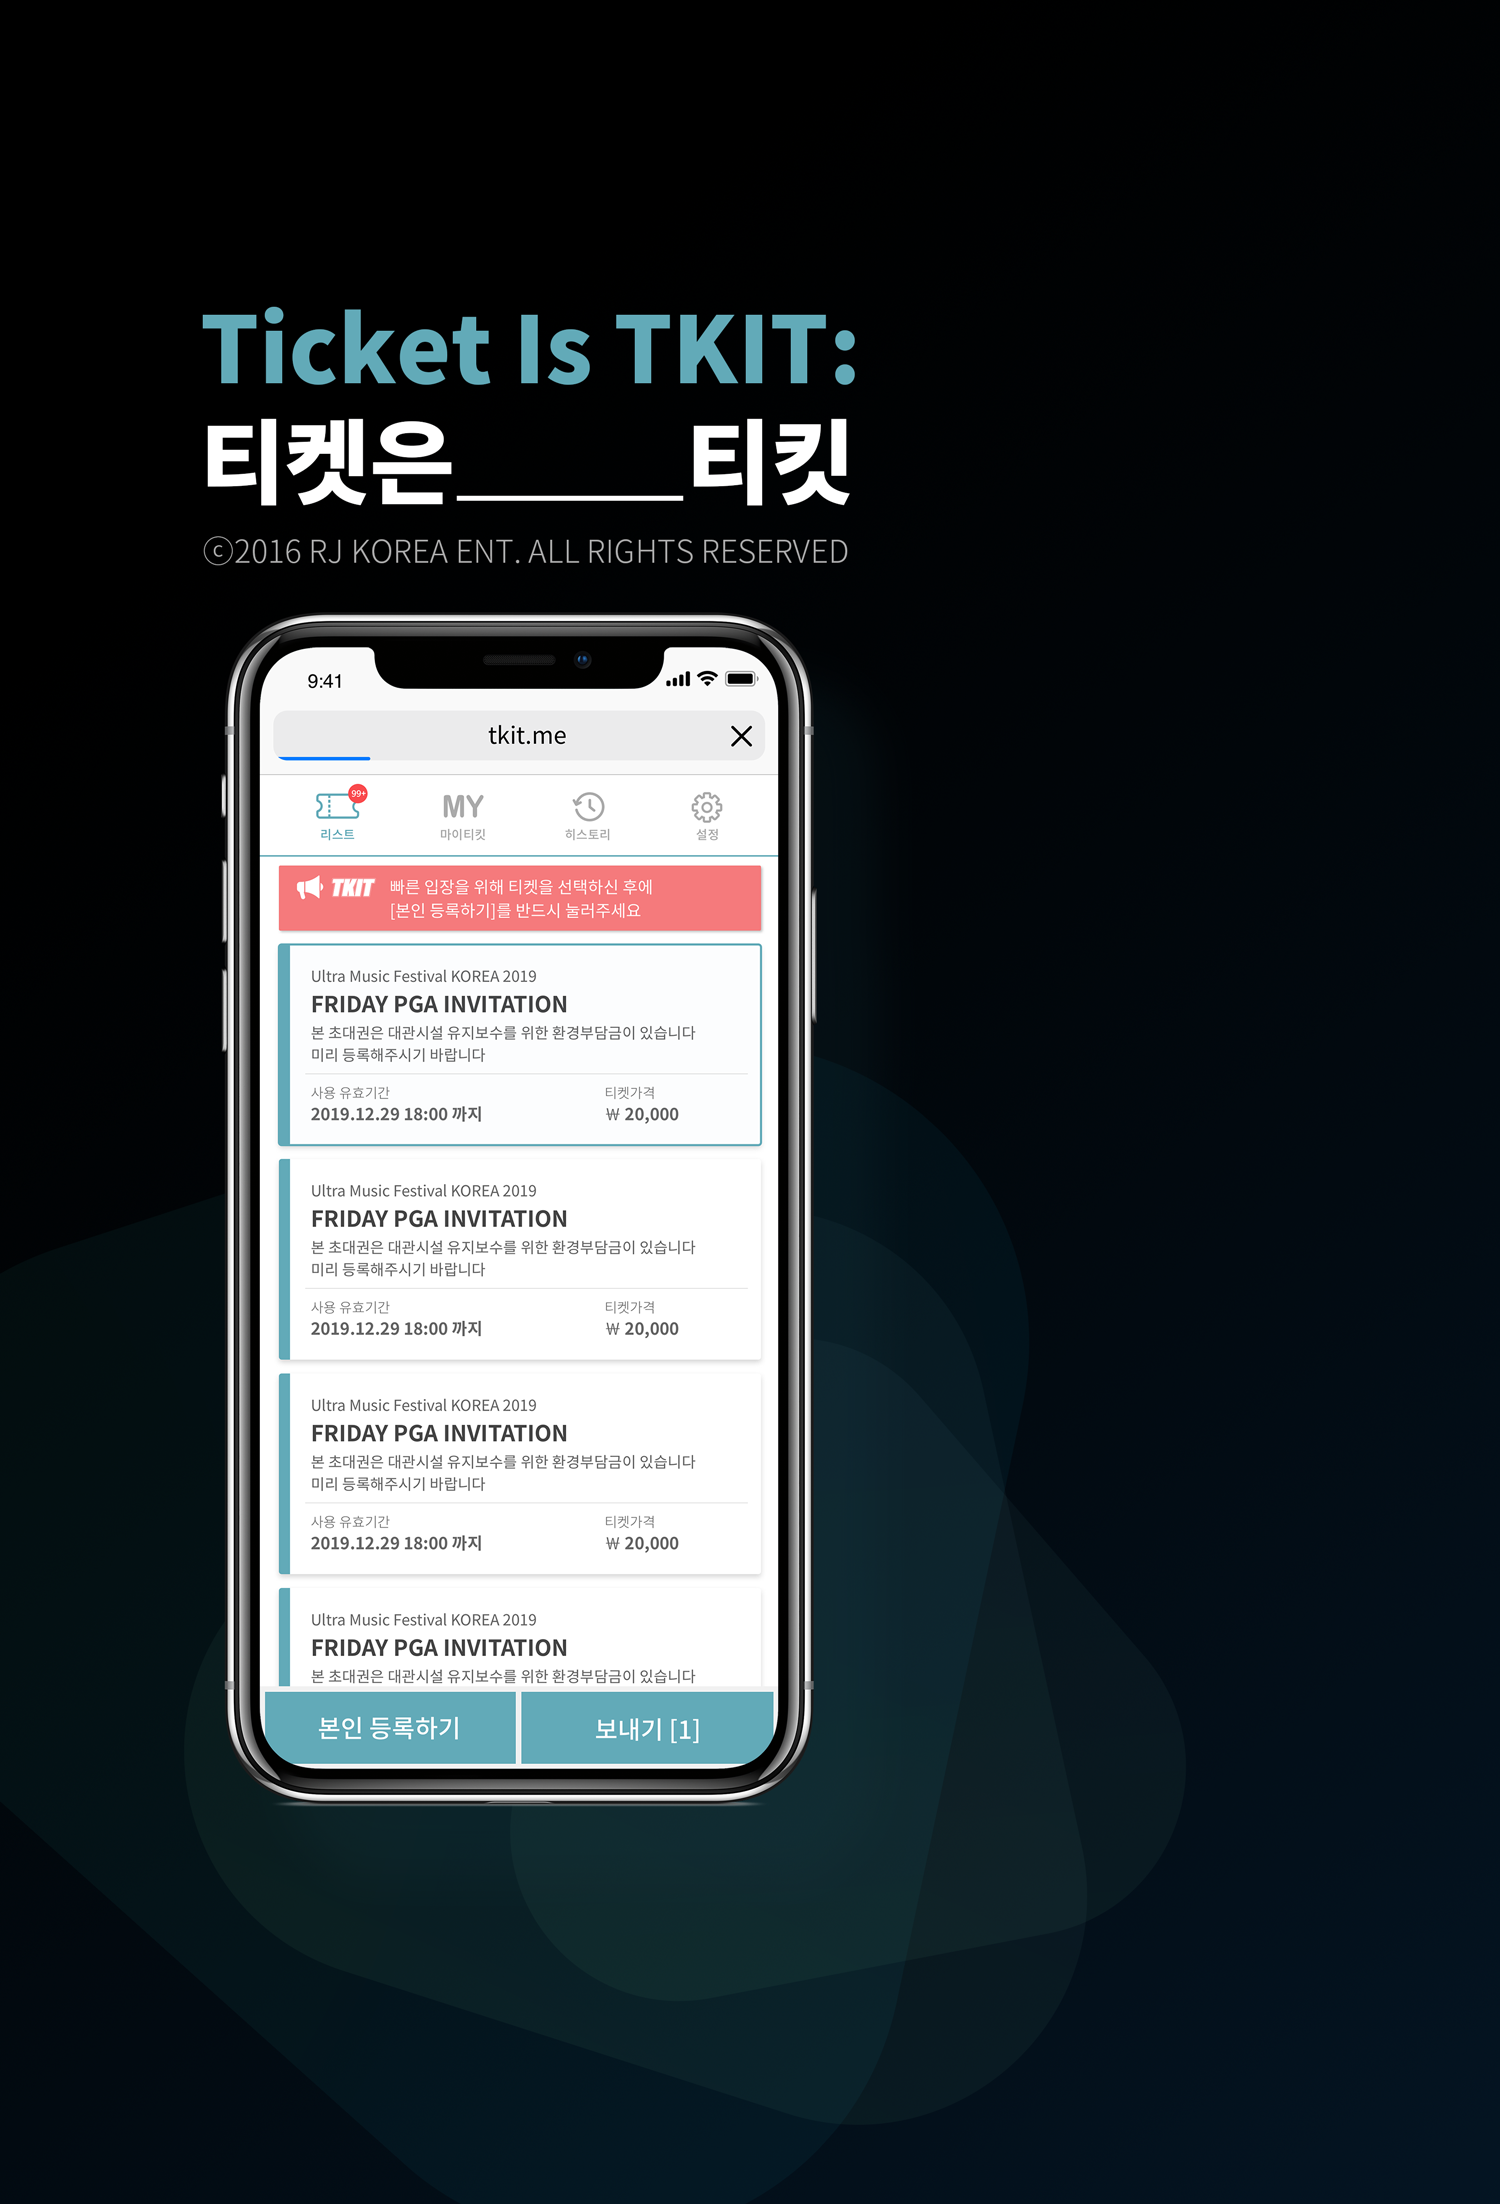 Ticket Is TKIT:
티켓은_____티킷
ⓒ2016 RJ KOREA ENT. ALL RIGHTS RESERVED
9:41
tkit.me
99+
MY
리스트 마이티킷 히스토리 설정
TKIT 빠른 입장을 위해 티켓을 선택하신 후에
[본인 등록하기]를 반드시 눌러주세요
Ultra Music Festival KOREA 2019
FRIDAY PGA INVITATION
본 초대권은 대관시설 유지보수를 위한 환경부담금이 있습니다
미리 등록해주시기 바랍니다
사용 유효기간 티켓가격
2019.12.29 18:00 까지 ₩ 20,000
Ultra Music Festival KOREA 2019
FRIDAY PGA INVITATION
본 초대권은 대관시설 유지보수를 위한 환경부담금이 있습니다
미리 등록해주시기 바랍니다
사용 유효기간 티켓가격
2019.12.29 18:00 까지 ₩ 20,000
Ultra Music Festival KOREA 2019
FRIDAY PGA INVITATION
본 초대권은 대관시설 유지보수를 위한 환경부담금이 있습니다
미리 등록해주시기 바랍니다
사용 유효기간 티켓가격
2019.12.29 18:00 까지 ₩ 20,000
Ultra Music Festival KOREA 2019
FRIDAY PGA INVITATION
본 초대권은 대관시설 유지보수를 위한 환경부담금이 있습니다
본인 등록하기 보내기 [1]